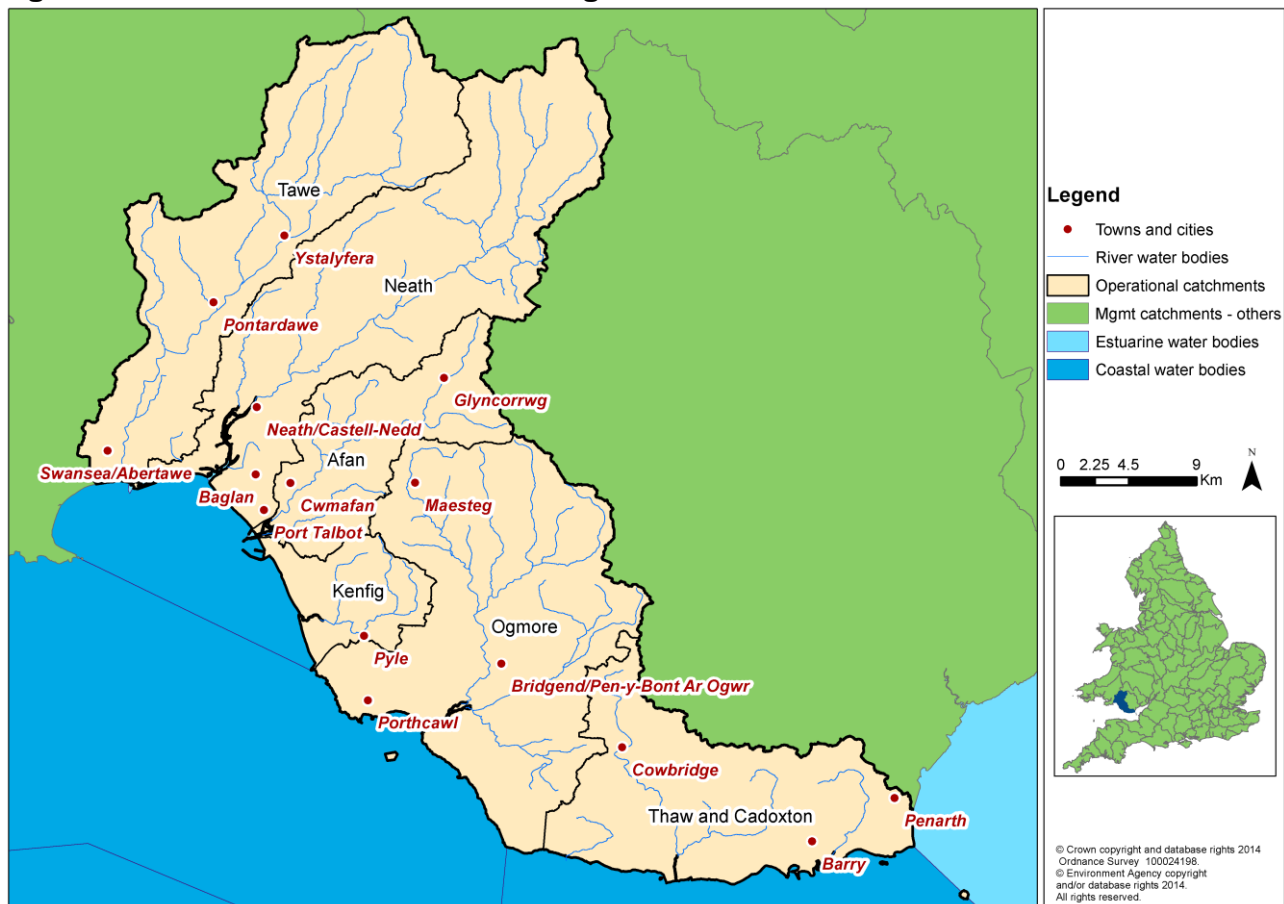 Tawe
Ystalyfera
Neath
Pontardawe
Glyncorrwg
Neath/Castell-Nedd
Afan
Swansea/Abertawe
Baglan
Cwmafan
Maesteg
Port Talbot
Kenfig
Ogmore
Pyle
Bridgend/Pen-y-Bont Ar Ogwr
Porthcawl
Cowbridge
Thaw and Cadoxton
Penarth
Barry
Legend
Towns and cities
River water bodies
Operational catchments
Mgmt catchments - others
Estuarine water bodies
Coastal water bodies
N
0 2.25 4.5 9
Km
© Crown copyright and database rights 2014
Ordnance Survey 100024198.
© Environment Agency copyright
and/or database rights 2014.
All rights reserved.